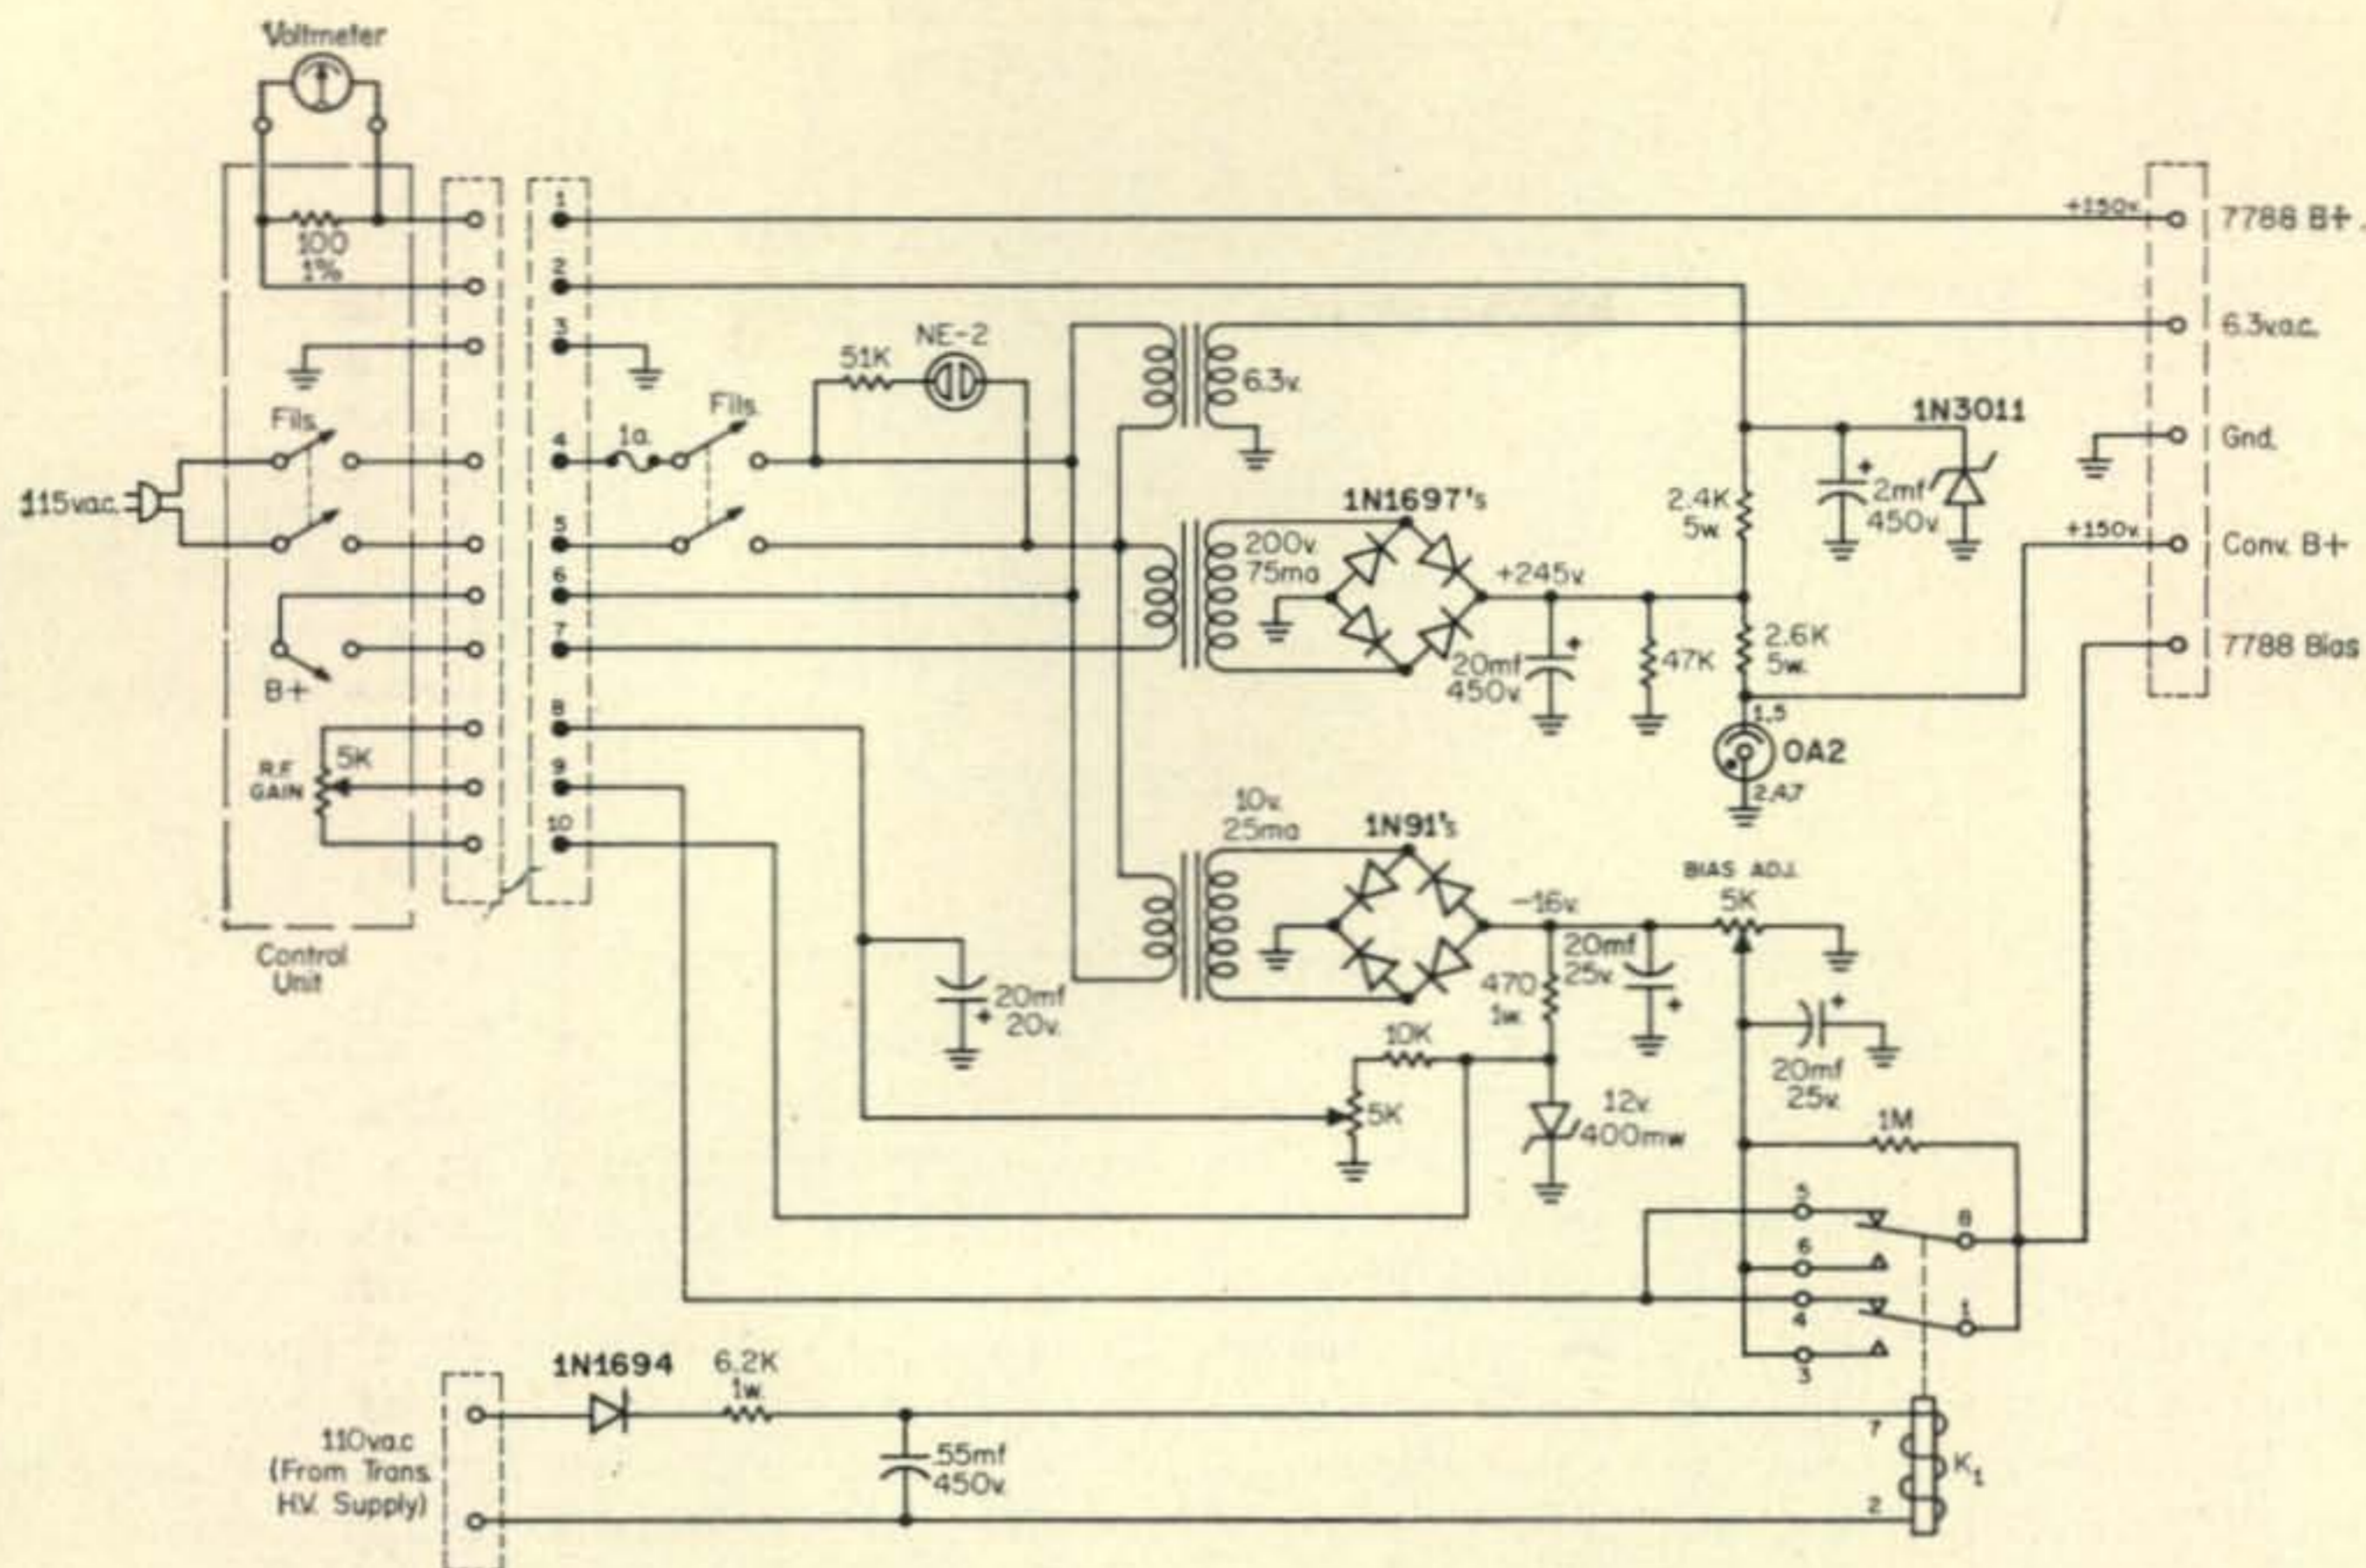 Voltmeter
100
1%
1
2
3
4
5
6
7
8
9
10
Fils.
115vac.
B+
R.F.
GAIN
5K
Control
Unit
1a.
Fils.
51K
NE-2
6.3v.
1N1697's
200v.
75ma
+245v.
20mf
450v.
47K
2.4K
5w.
2.6K
5w.
2mf
450v.
1N3011
1,5
OA2
2,4,7
+150v.
7788 B+.
6.3v.a.c.
Gnd.
+150v.
Conv. B+
7788 Bias
10v.
25ma
1N91's
-16v.
20mf
25v.
470
1w.
BIAS ADJ.
5K
20mf
25v.
20mf
20v.
10K
5K
12v.
400mw
1M
5
6
4
3
8
1
1N1694
6.2K
1w.
110va.c
(From Trans.
H.V. Supply)
.55mf
450v.
7
2
K1